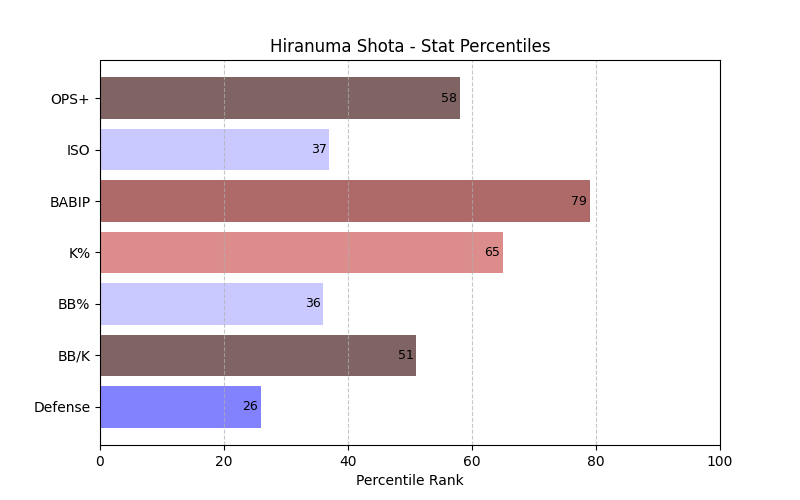 Hiranuma Shota - Stat Percentiles
OPS+ 58
ISO 37
BABIP 79
K% 65
BB% 36
BB/K 51
Defense 26
0 20 40 60 80 100
Percentile Rank